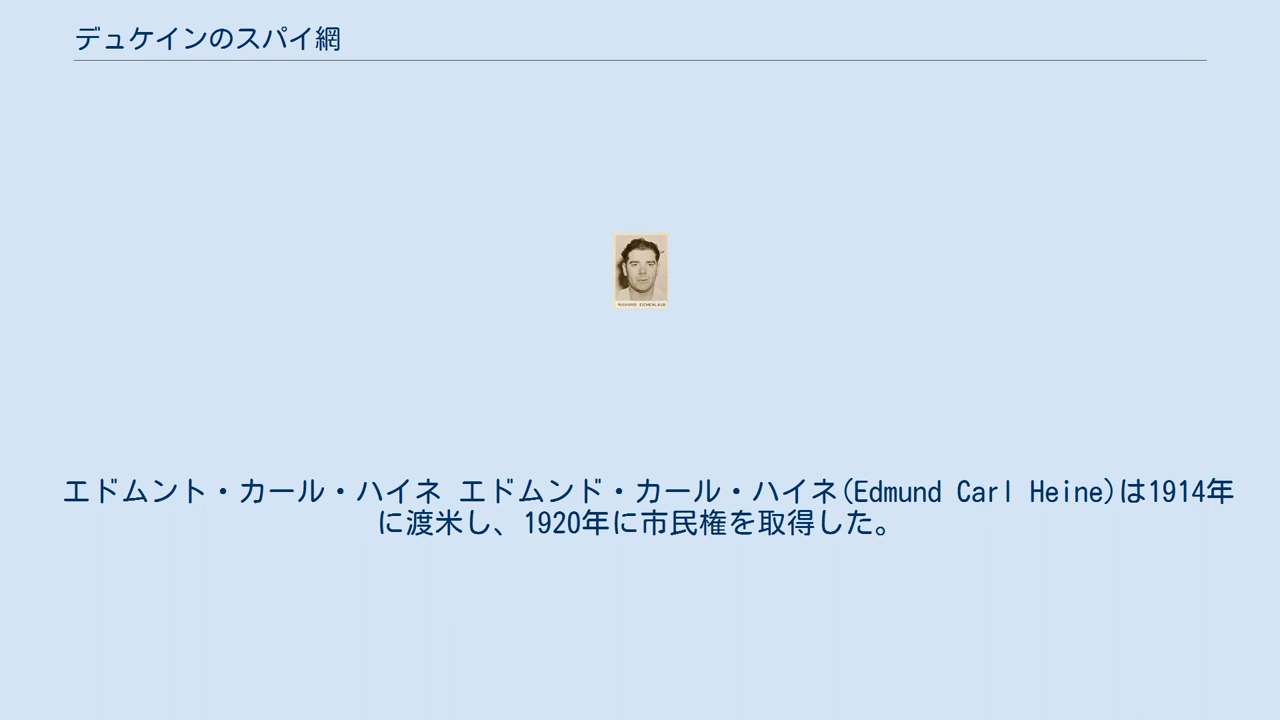 デュケインのスパイ網
RICHARD EICHENLAUB
エドムント・カール・ハイネ エドムンド・カール・ハイネ(Edmund Carl Heine)は1914年
に渡米し、1920年に市民権を取得した。